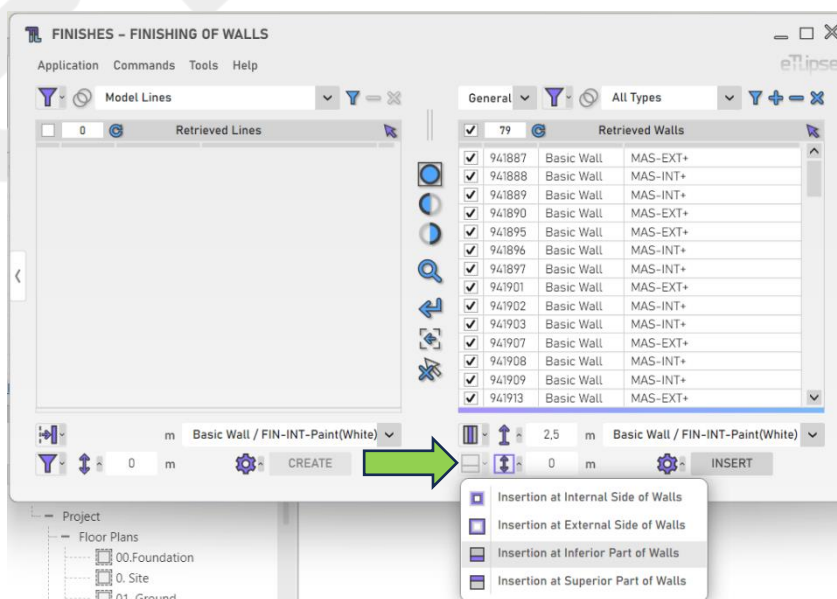 FINISHES – FINISHING OF WALLS
Application Commands Tools Help
eTLipse
Model Lines
General All Types
0 Retrieved Lines
79 Retrieved Walls
941887 Basic Wall MAS-EXT+
941888 Basic Wall MAS-INT+
941889 Basic Wall MAS-INT+
941890 Basic Wall MAS-EXT+
941895 Basic Wall MAS-EXT+
941896 Basic Wall MAS-INT+
941897 Basic Wall MAS-INT+
941901 Basic Wall MAS-EXT+
941902 Basic Wall MAS-INT+
941903 Basic Wall MAS-INT+
941907 Basic Wall MAS-EXT+
941908 Basic Wall MAS-INT+
941909 Basic Wall MAS-INT+
941913 Basic Wall MAS-EXT+
m Basic Wall / FIN-INT-Paint(White)
2,5 m Basic Wall / FIN-INT-Paint(White)
0 m CREATE
0 m INSERT
Insertion at Internal Side of Walls
Insertion at External Side of Walls
Insertion at Inferior Part of Walls
Insertion at Superior Part of Walls
Project
Floor Plans
00.Foundation
0. Site
01. Ground